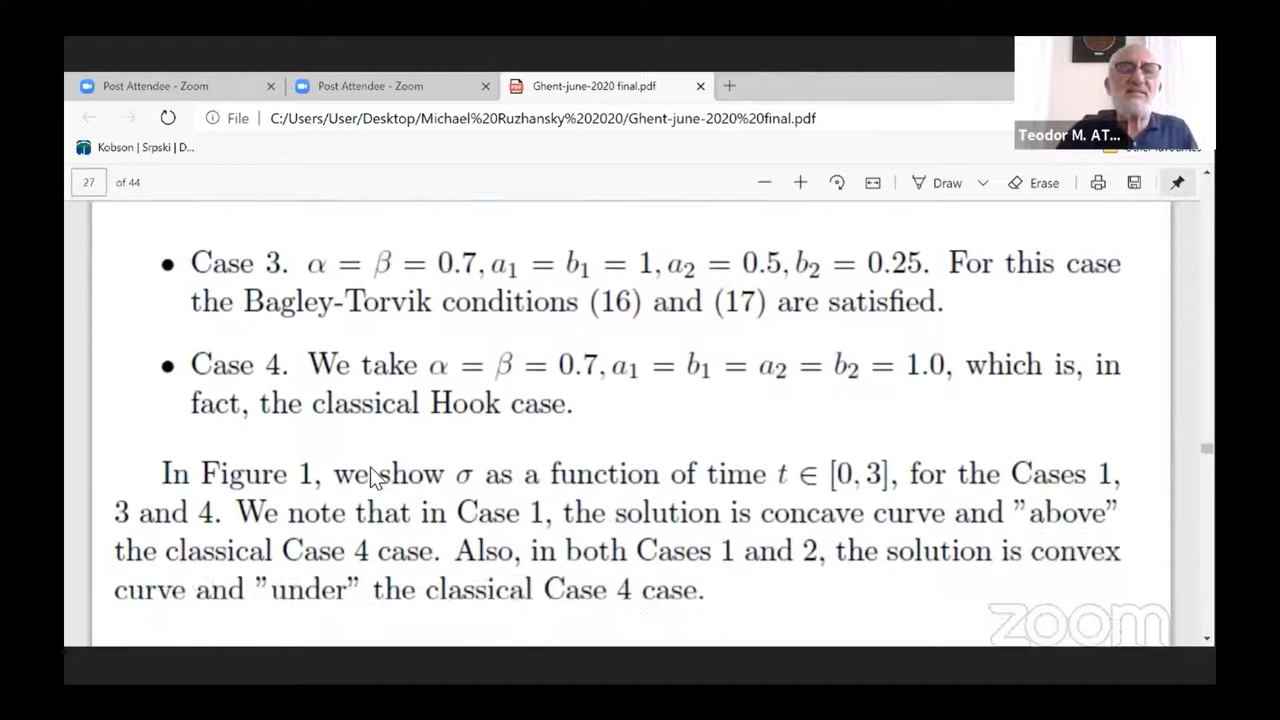 Post Attendee - Zoom
Post Attendee - Zoom
Ghent-june-2020 final.pdf
File
C:/Users/User/Desktop/Michael%20Ruzhansky%202020/Ghent-june-2020%20final.pdf
Teodor M. AT...
Kobson | Srpski | D...
27 of 44
Draw
Erase
• Case 3. α = β = 0.7, a₁ = b₁ = 1, a₂ = 0.5, b₂ = 0.25. For this case
the Bagley-Torvik conditions (16) and (17) are satisfied.
• Case 4. We take α = β = 0.7, a₁ = b₁ = a₂ = b₂ = 1.0, which is, in
fact, the classical Hook case.
In Figure 1, we show σ as a function of time t ∈ [0, 3], for the Cases 1,
3 and 4. We note that in Case 1, the solution is concave curve and ”above”
the classical Case 4 case. Also, in both Cases 1 and 2, the solution is convex
curve and ”under” the classical Case 4 case.
zoom